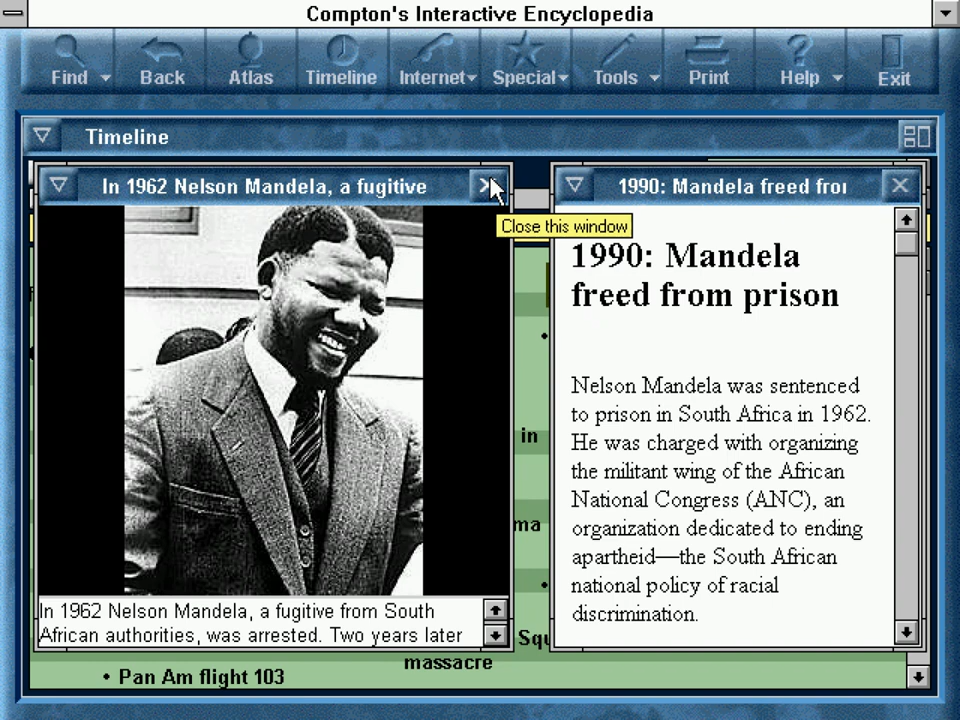 Compton's Interactive Encyclopedia
Find Back Atlas Timeline Internet Special Tools Print Help Exit
Timeline
In 1962 Nelson Mandela, a fugitive
Close this window
In 1962 Nelson Mandela, a fugitive from South
African authorities, was arrested. Two years later
1990: Mandela freed
1990: Mandela
freed from prison
Nelson Mandela was sentenced
to prison in South Africa in 1962.
He was charged with organizing
the militant wing of the African
National Congress (ANC), an
organization dedicated to ending
apartheid—the South African
national policy of racial
discrimination.
in
ma
Squ
massacre
• Pan Am flight 103